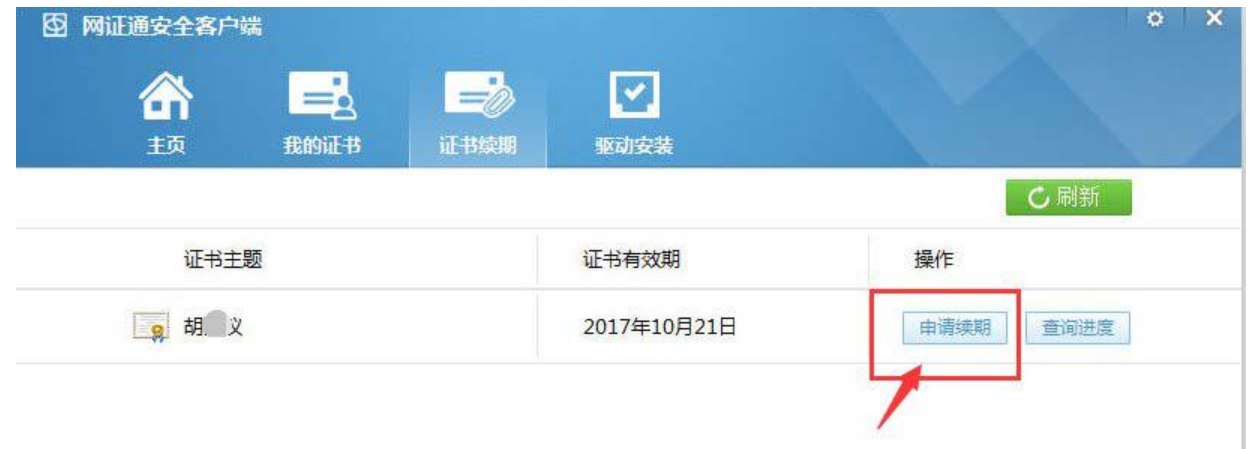 网证通安全客户端
主页 我的证书 证书续期 驱动安装
刷新
证书主题 证书有效期 操作
胡 义 2017年10月21日 申请续期 查询进度